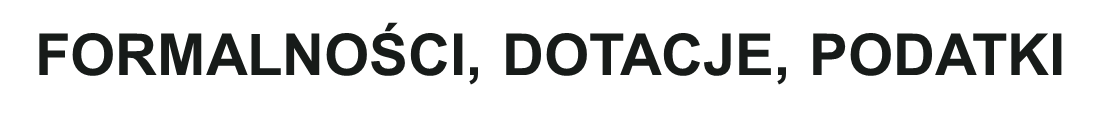 FORMALNOŚCI, DOTACJE, PODATKI